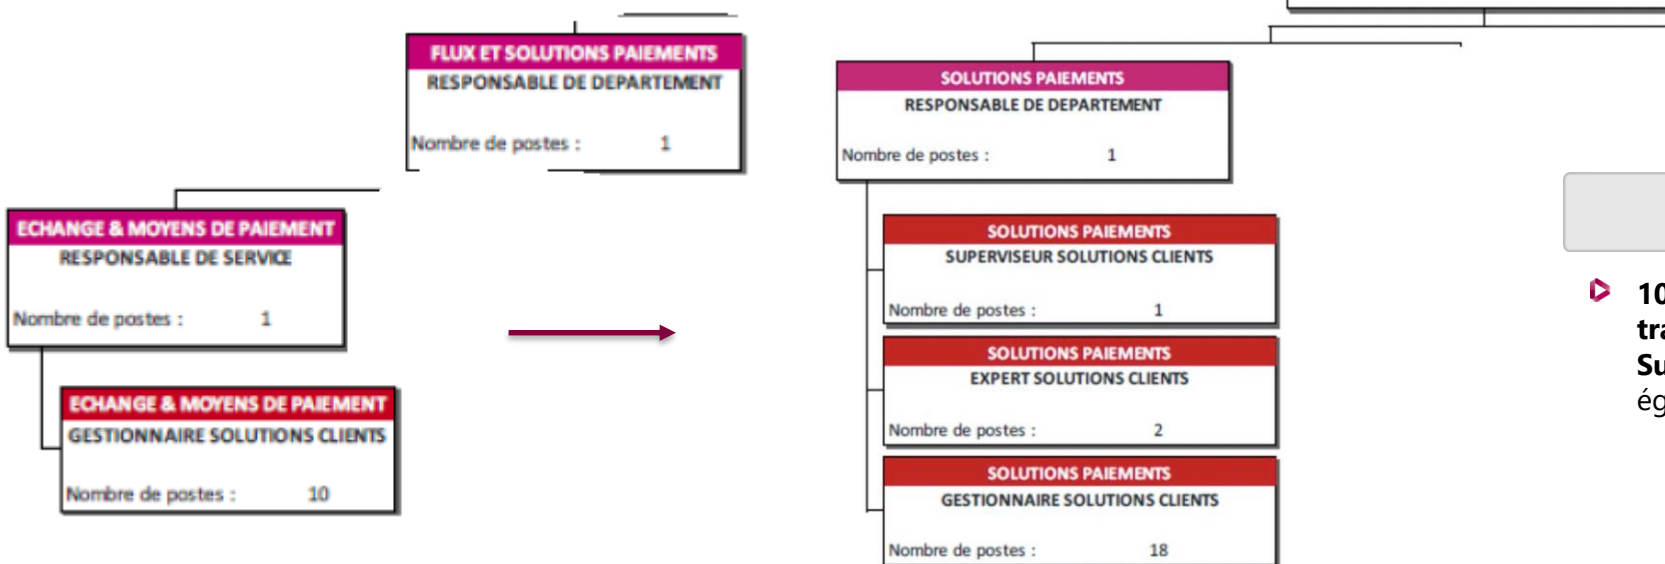 FLUX ET SOLUTIONS PAIEMENTS
RESPONSABLE DE DEPARTEMENT
Nombre de postes : 1
ECHANGE & MOYENS DE PAIEMENT
RESPONSABLE DE SERVICE
Nombre de postes : 1
ECHANGE & MOYENS DE PAIEMENT
GESTIONNAIRE SOLUTIONS CLIENTS
Nombre de postes : 10
SOLUTIONS PAIEMENTS
RESPONSABLE DE DEPARTEMENT
Nombre de postes : 1
SOLUTIONS PAIEMENTS
SUPERVISEUR SOLUTIONS CLIENTS
Nombre de postes : 1
SOLUTIONS PAIEMENTS
EXPERT SOLUTIONS CLIENTS
Nombre de postes : 2
SOLUTIONS PAIEMENTS
GESTIONNAIRE SOLUTIONS CLIENTS
Nombre de postes : 18